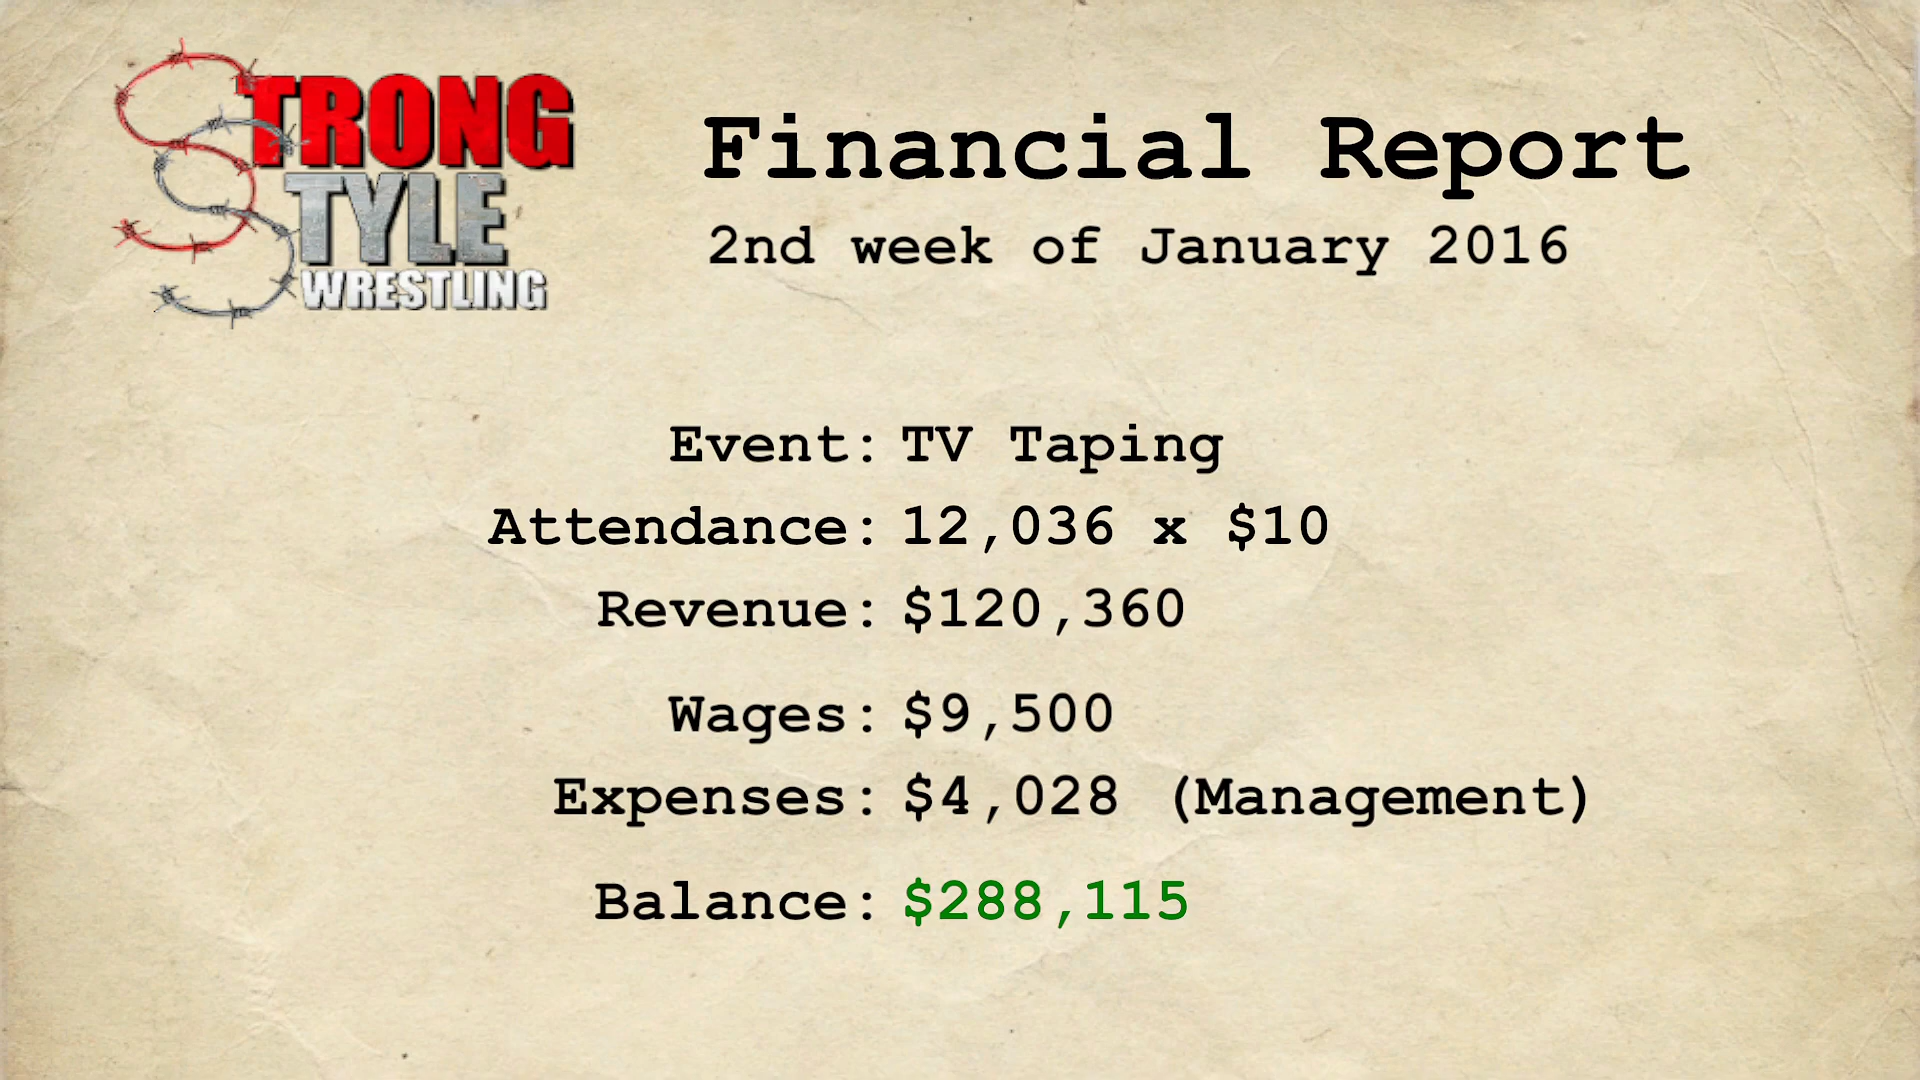 STRONG
STYLE
WRESTLING
Financial Report
2nd week of January 2016
Event: TV Taping
Attendance: 12,036 x $10
Revenue: $120,360
Wages: $9,500
Expenses: $4,028 (Management)
Balance: $288,115